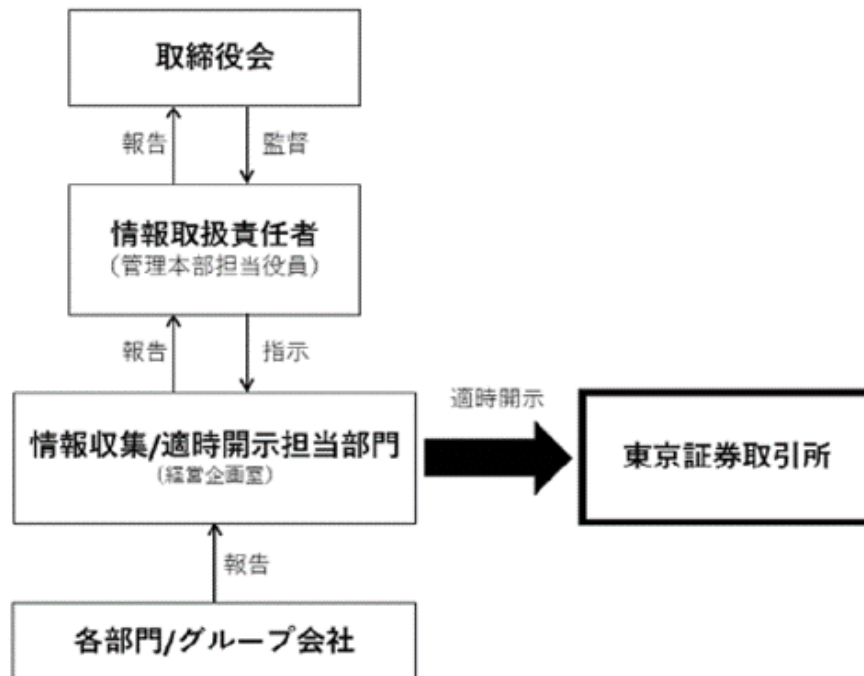 取締役会
報告
監督
情報取扱責任者
(管理本部担当役員)
報告
指示
情報収集/適時開示担当部門
(経営企画室)
適時開示
東京証券取引所
報告
各部門/グループ会社